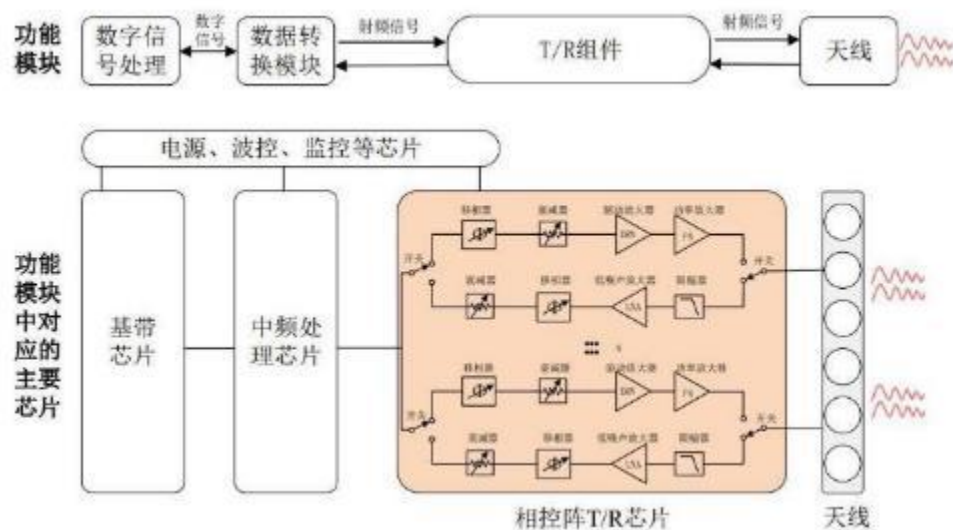 功能
模块
数字信
号处理
数字
信号
数据转
换模块
射频信号
T/R组件
射频信号
天线
电源、波控、监控等芯片
功能
模块
中对
应的
主要
芯片
基带
芯片
中频处
理芯片
移相器
衰减器
驱动放大器
功率放大器
开关
DRV
PA
开关
衰减器
移相器
低噪声放大器
限幅器
LNA
移相器
衰减器
驱动放大器
功率放大器
开关
DRV
PA
开关
衰减器
移相器
低噪声放大器
限幅器
LNA
相控阵T/R芯片
天线